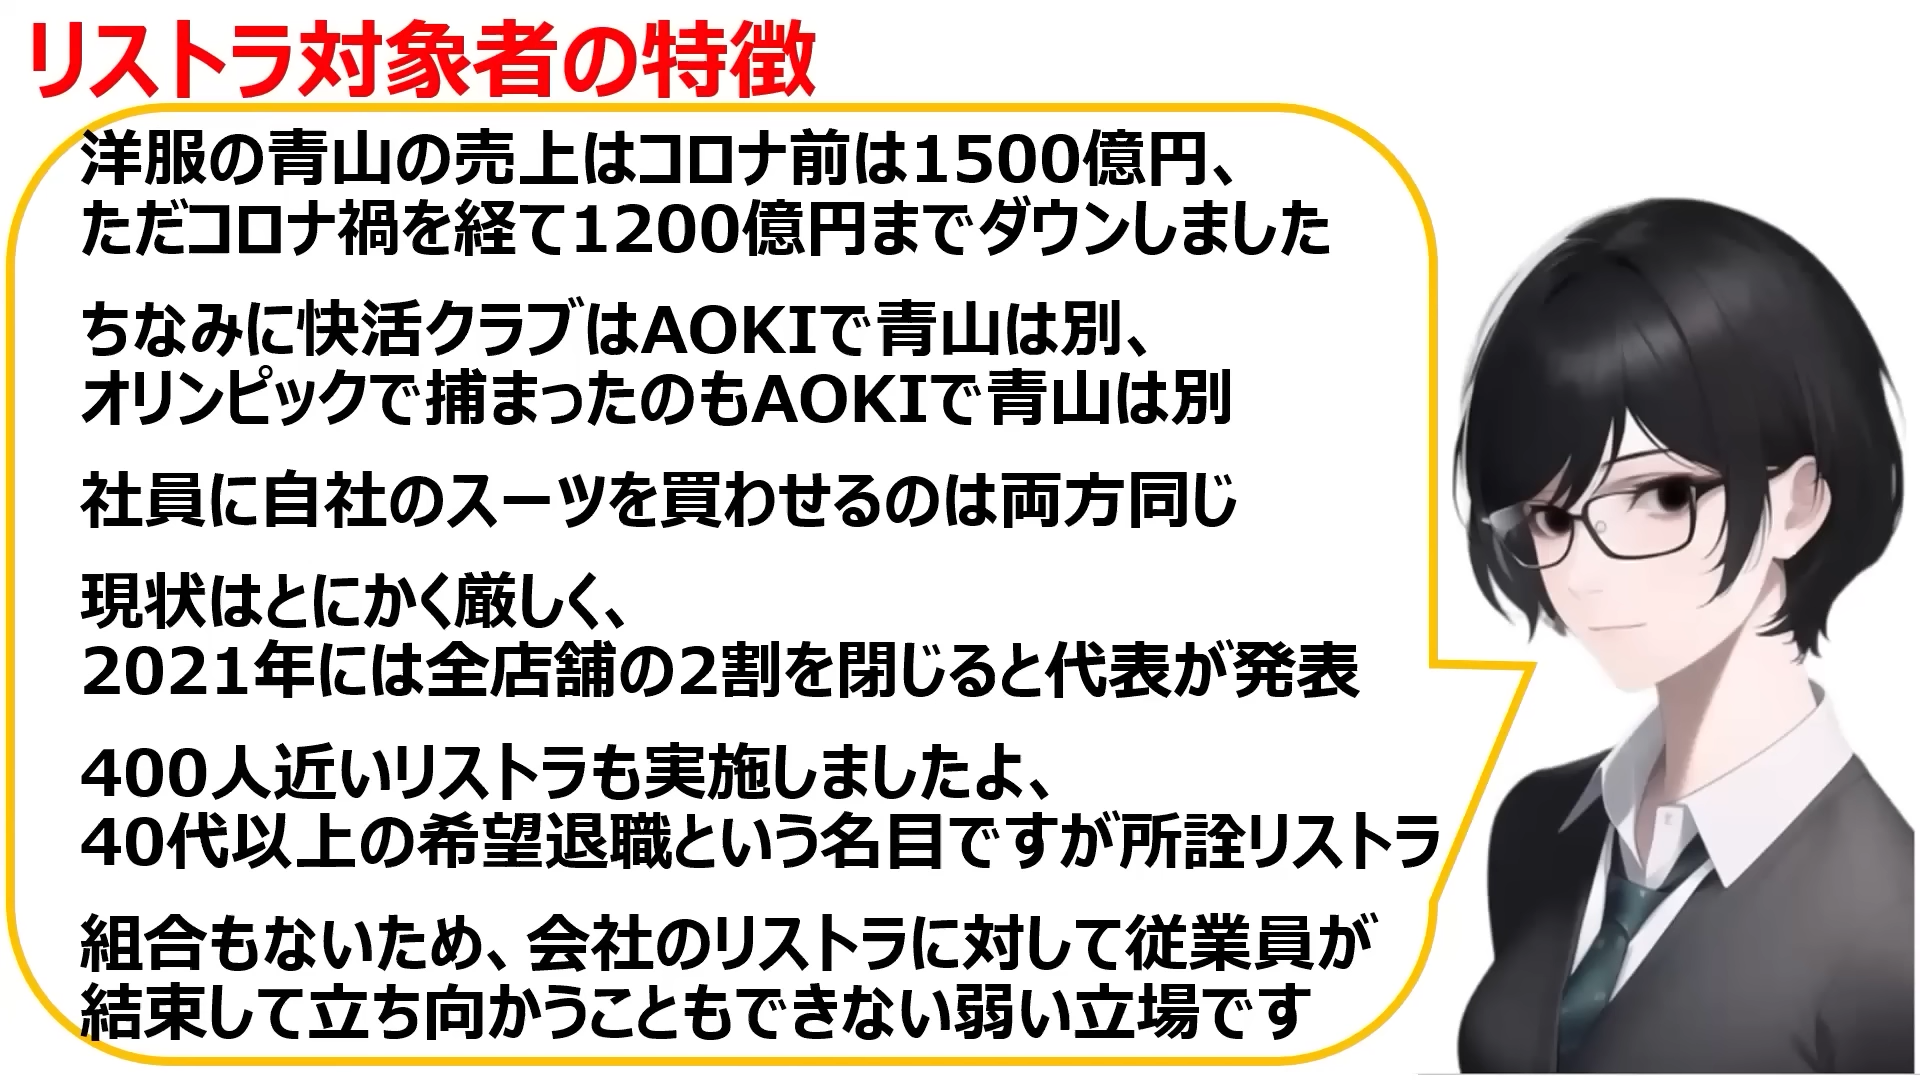 リストラ対象者の特徴
洋服の青山の売上はコロナ前は1500億円、
ただコロナ禍を経て1200億円までダウンしました
ちなみに快活クラブはAOKIで青山は別、
オリンピックで捕まったのもAOKIで青山は別
社員に自社のスーツを買わせるのは両方同じ
現状はとにかく厳しく、
2021年には全店舗の2割を閉じると代表が発表
400人近いリストラも実施しましたよ、
40代以上の希望退職という名目ですが所詮リストラ
組合もないため、会社のリストラに対して従業員が
結束して立ち向かうこともできない弱い立場です